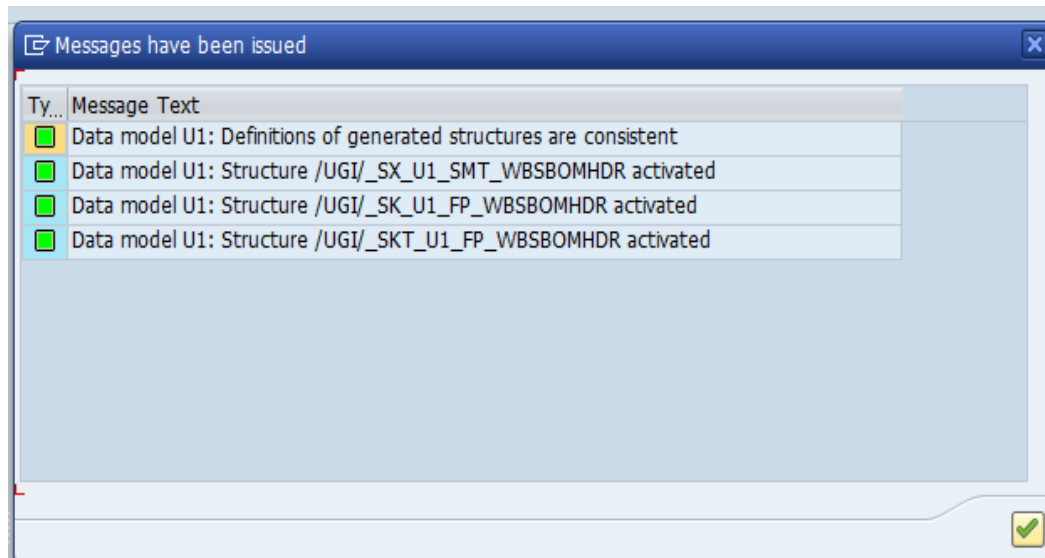 Messages have been issued
Ty... Message Text
Data model U1: Definitions of generated structures are consistent
Data model U1: Structure /UGI/_SX_U1_SMT_WBSBOMHDR activated
Data model U1: Structure /UGI/_SK_U1_FP_WBSBOMHDR activated
Data model U1: Structure /UGI/_SKT_U1_FP_WBSBOMHDR activated